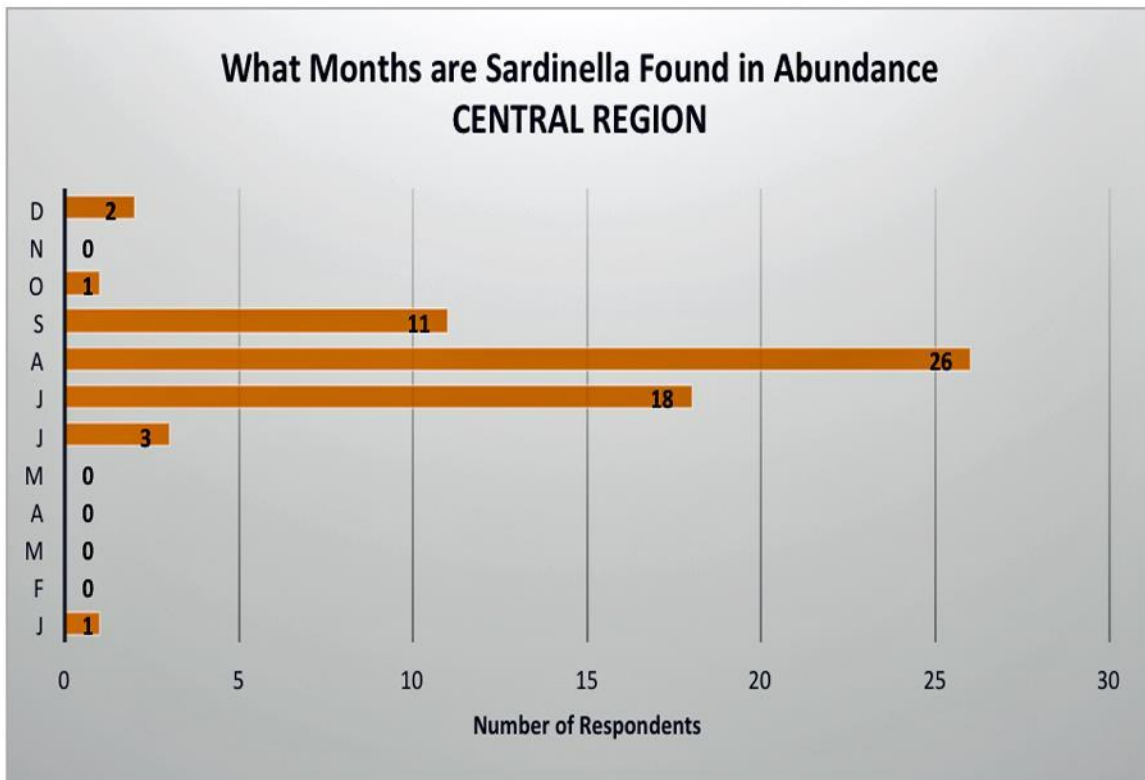 What Months are Sardinella Found in Abundance
CENTRAL REGION
D 2
N 0
O 1
S 11
A 26
J 18
J 3
M 0
A 0
M 0
F 0
J 1
0 5 10 15 20 25 30
Number of Respondents